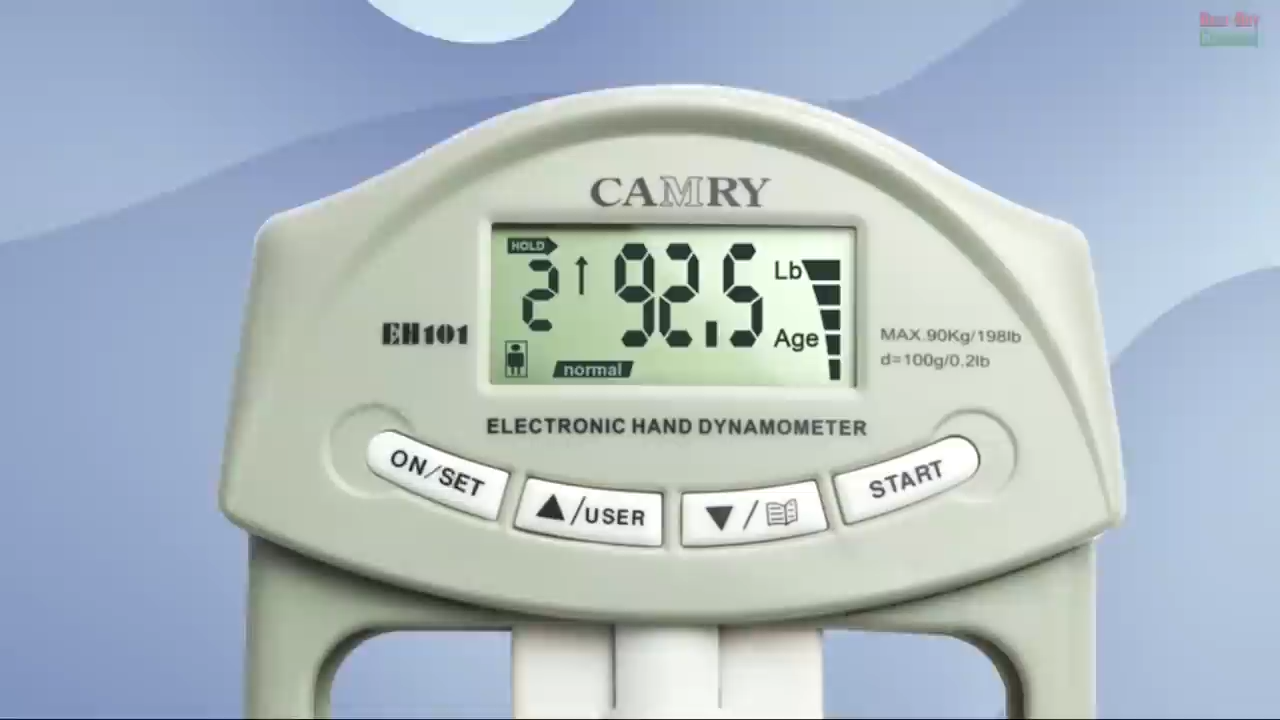 CAMRY
HOLD
2 ↑ 92.5 Lb
Age
normal
EH101
MAX.90Kg/198lb
d=100g/0.2lb
ELECTRONIC HAND DYNAMOMETER
ON/SET
▲/USER
▼/
START